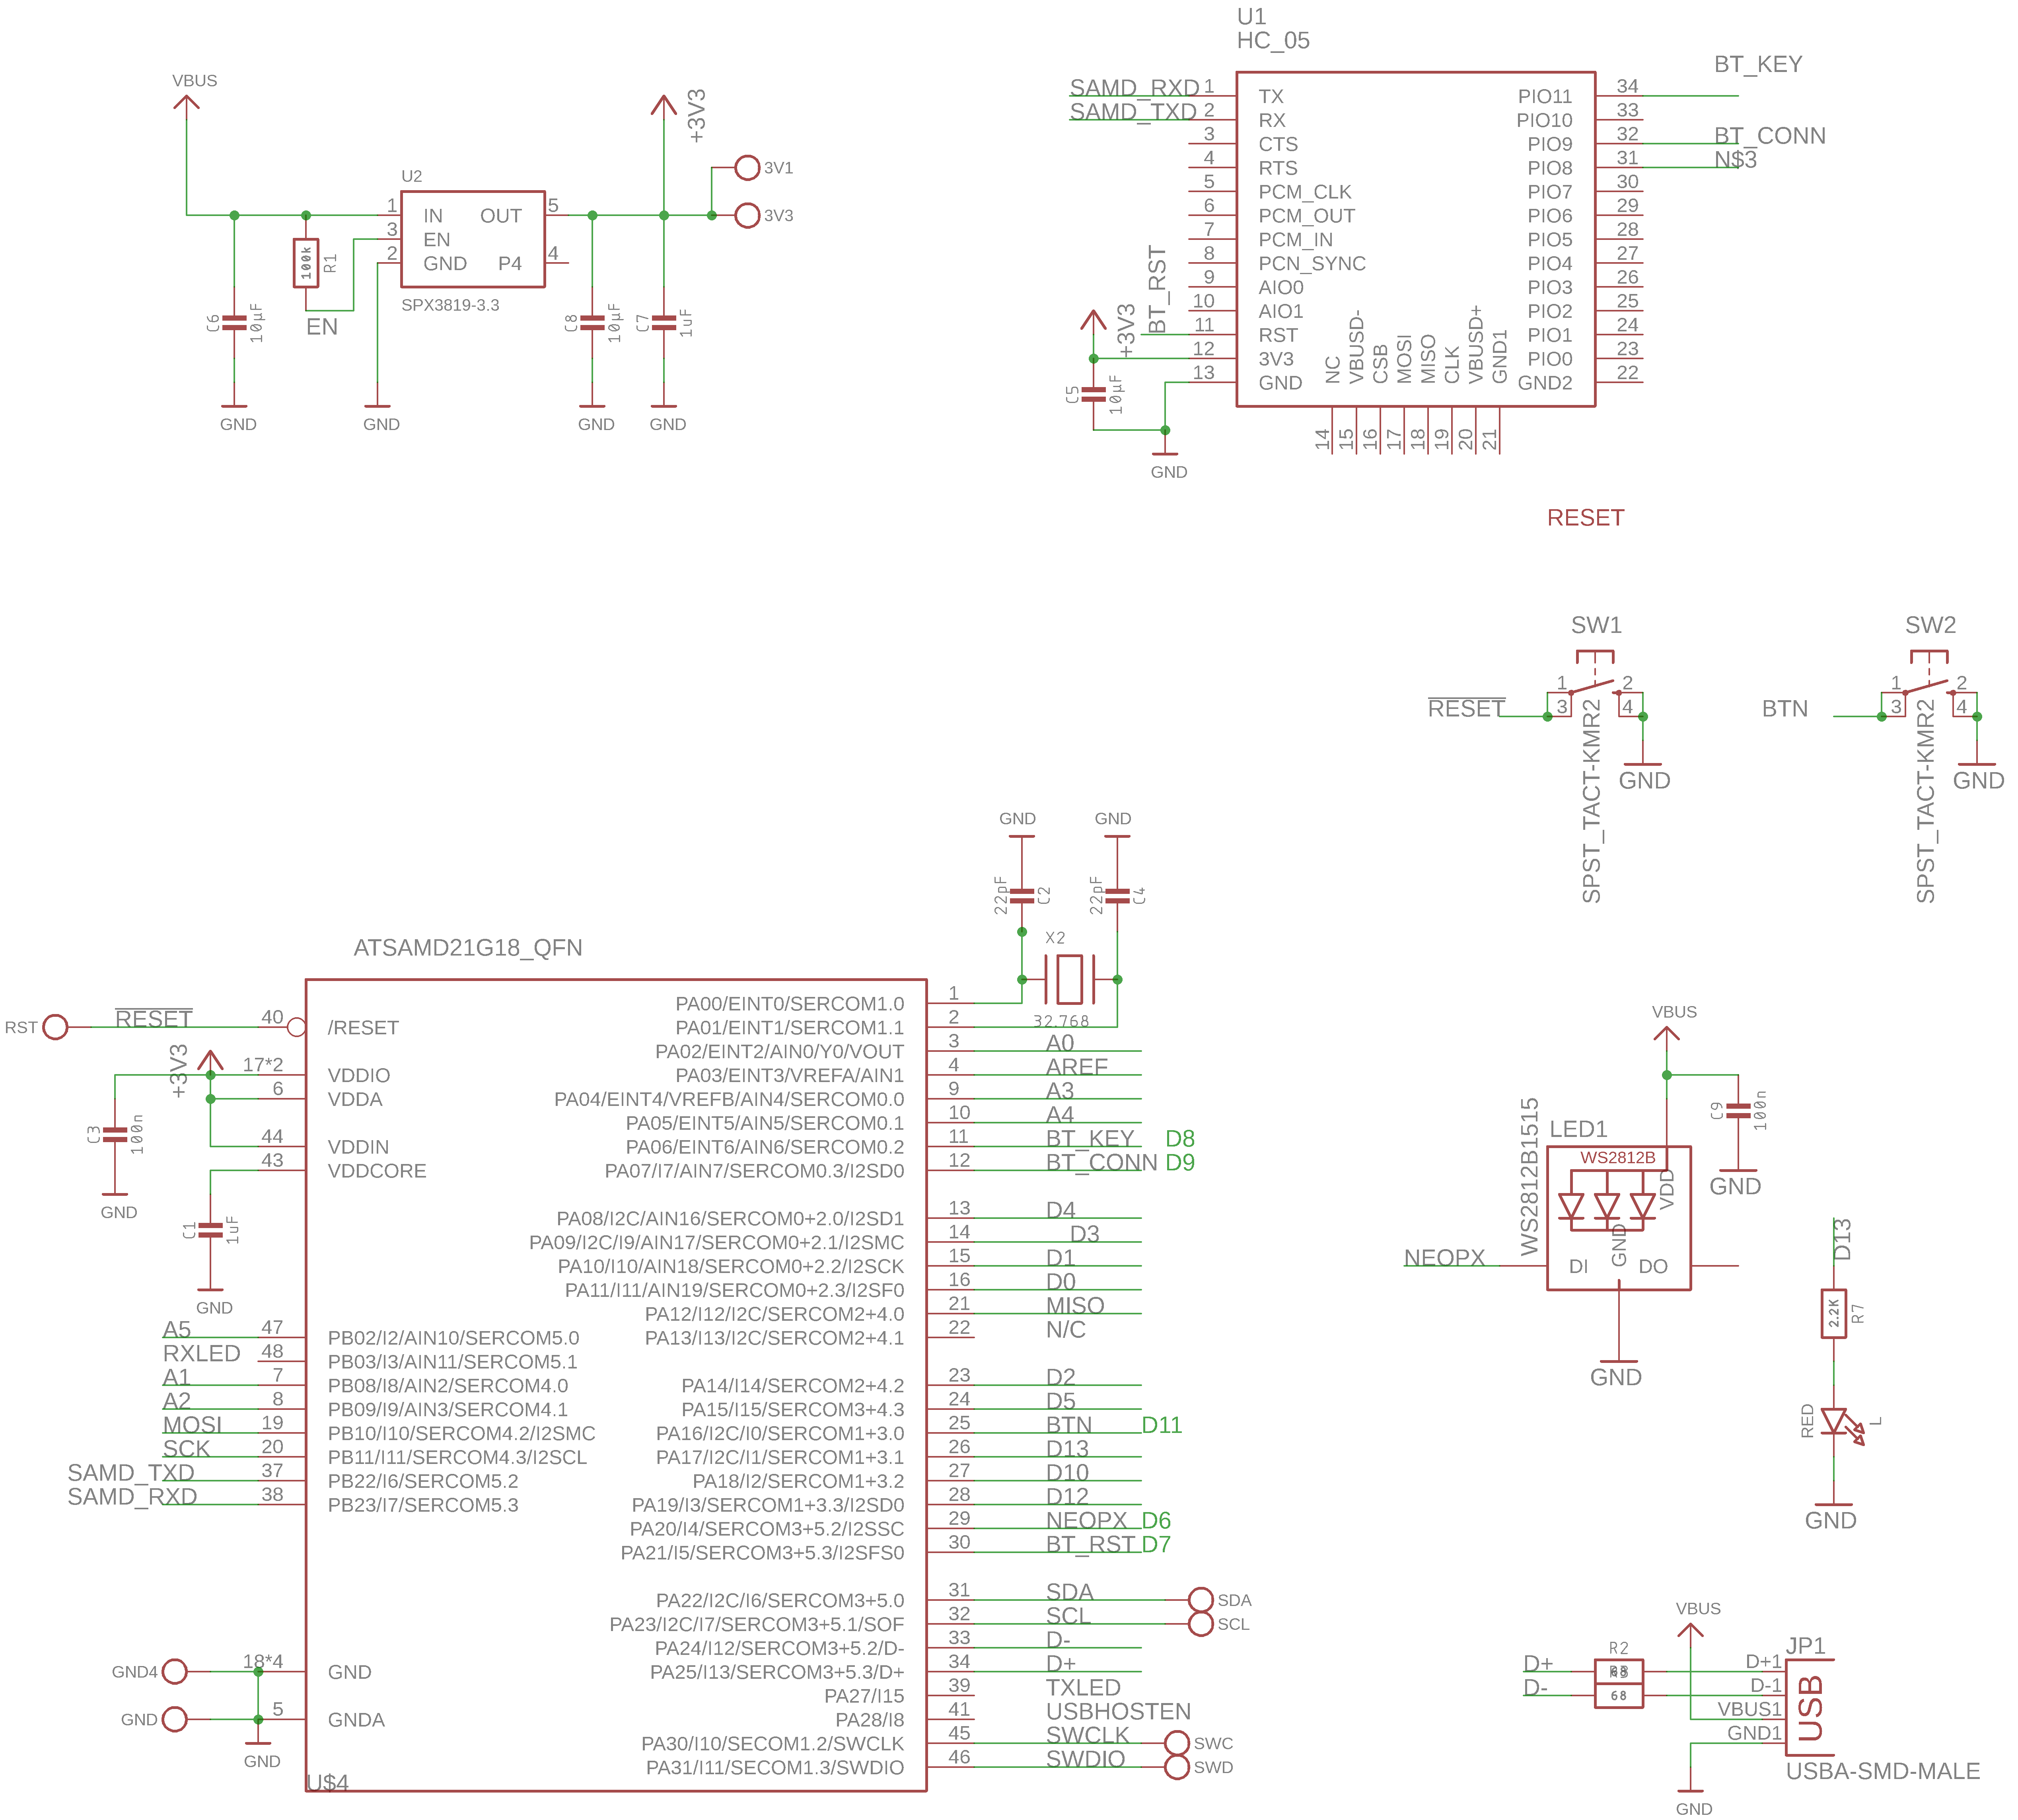 VBUS
U2
SPX3819-3.3
1 IN OUT 5
3 EN
2 GND P4 4
+3V3
3V1
3V3
C6 10µF
100k R1
EN
C8 10µF
C7 1uF
GND
GND
GND
GND
U1
HC_05
SAMD_RXD 1 TX
SAMD_TXD 2 RX
3 CTS
4 RTS
5 PCM_CLK
6 PCM_OUT
7 PCM_IN
8 PCN_SYNC
9 AIO0
10 AIO1
BT_RST 11 RST
+3V3 12 3V3
13 GND
C5 10µF
GND
NC 14
VBUSD- 15
CSB 16
MOSI 17
MISO 18
CLK 19
VBUSD+ 20
GND1 21
PIO11 34 BT_KEY
PIO10 33
PIO9 32 BT_CONN
PIO8 31 N$3
PIO7 30
PIO6 29
PIO5 28
PIO4 27
PIO3 26
PIO2 25
PIO1 24
PIO0 23
GND2 22
RESET
SW1
1 2
RESET 3 4
SPST_TACT-KMR2
GND
SW2
1 2
BTN 3 4
SPST_TACT-KMR2
GND
GND
GND
22pF C2
22pF C4
X2
32.768
ATSAMD21G18_QFN
RST RESET 40 /RESET
+3V3 17*2 VDDIO
6 VDDA
44 VDDIN
43 VDDCORE
C3 100n
GND
C1 1uF
GND
A5 47 PB02/I2/AIN10/SERCOM5.0
RXLED 48 PB03/I3/AIN11/SERCOM5.1
A1 7 PB08/I8/AIN2/SERCOM4.0
A2 8 PB09/I9/AIN3/SERCOM4.1
MOSI 19 PB10/I10/SERCOM4.2/I2SMC
SCK 20 PB11/I11/SERCOM4.3/I2SCL
SAMD_TXD 37 PB22/I6/SERCOM5.2
SAMD_RXD 38 PB23/I7/SERCOM5.3
GND4 18*4 GND
GND 5 GNDA
GND
U$4
PA00/EINT0/SERCOM1.0 1
PA01/EINT1/SERCOM1.1 2
PA02/EINT2/AIN0/Y0/VOUT 3 A0
PA03/EINT3/VREFA/AIN1 4 AREF
PA04/EINT4/VREFB/AIN4/SERCOM0.0 9 A3
PA05/EINT5/AIN5/SERCOM0.1 10 A4
PA06/EINT6/AIN6/SERCOM0.2 11 BT_KEY D8
PA07/I7/AIN7/SERCOM0.3/I2SD0 12 BT_CONN D9
PA08/I2C/AIN16/SERCOM0+2.0/I2SD1 13 D4
PA09/I2C/I9/AIN17/SERCOM0+2.1/I2SMC 14 D3
PA10/I10/AIN18/SERCOM0+2.2/I2SCK 15 D1
PA11/I11/AIN19/SERCOM0+2.3/I2SF0 16 D0
PA12/I12/I2C/SERCOM2+4.0 21 MISO
PA13/I13/I2C/SERCOM2+4.1 22 N/C
PA14/I14/SERCOM2+4.2 23 D2
PA15/I15/SERCOM3+4.3 24 D5
PA16/I2C/I0/SERCOM1+3.0 25 BTN D11
PA17/I2C/I1/SERCOM1+3.1 26 D13
PA18/I2/SERCOM1+3.2 27 D10
PA19/I3/SERCOM1+3.3/I2SD0 28 D12
PA20/I4/SERCOM3+5.2/I2SSC 29 NEOPX D6
PA21/I5/SERCOM3+5.3/I2SFS0 30 BT_RST D7
PA22/I2C/I6/SERCOM3+5.0 31 SDA SDA
PA23/I2C/I7/SERCOM3+5.1/SOF 32 SCL SCL
PA24/I12/SERCOM3+5.2/D- 33 D-
PA25/I13/SERCOM3+5.3/D+ 34 D+
PA27/I15 39 TXLED
PA28/I8 41 USBHOSTEN
PA30/I10/SECOM1.2/SWCLK 45 SWCLK SWC
PA31/I11/SECOM1.3/SWDIO 46 SWDIO SWD
VBUS
C9 100n
GND
LED1
WS2812B
WS2812B1515
VDD
GND
NEOPX DI DO
GND
D13
2.2K R7
RED L
GND
VBUS
R2
D+
D-
68
JP1
D+1
D-1
VBUS1
GND1
USB
USBA-SMD-MALE
GND